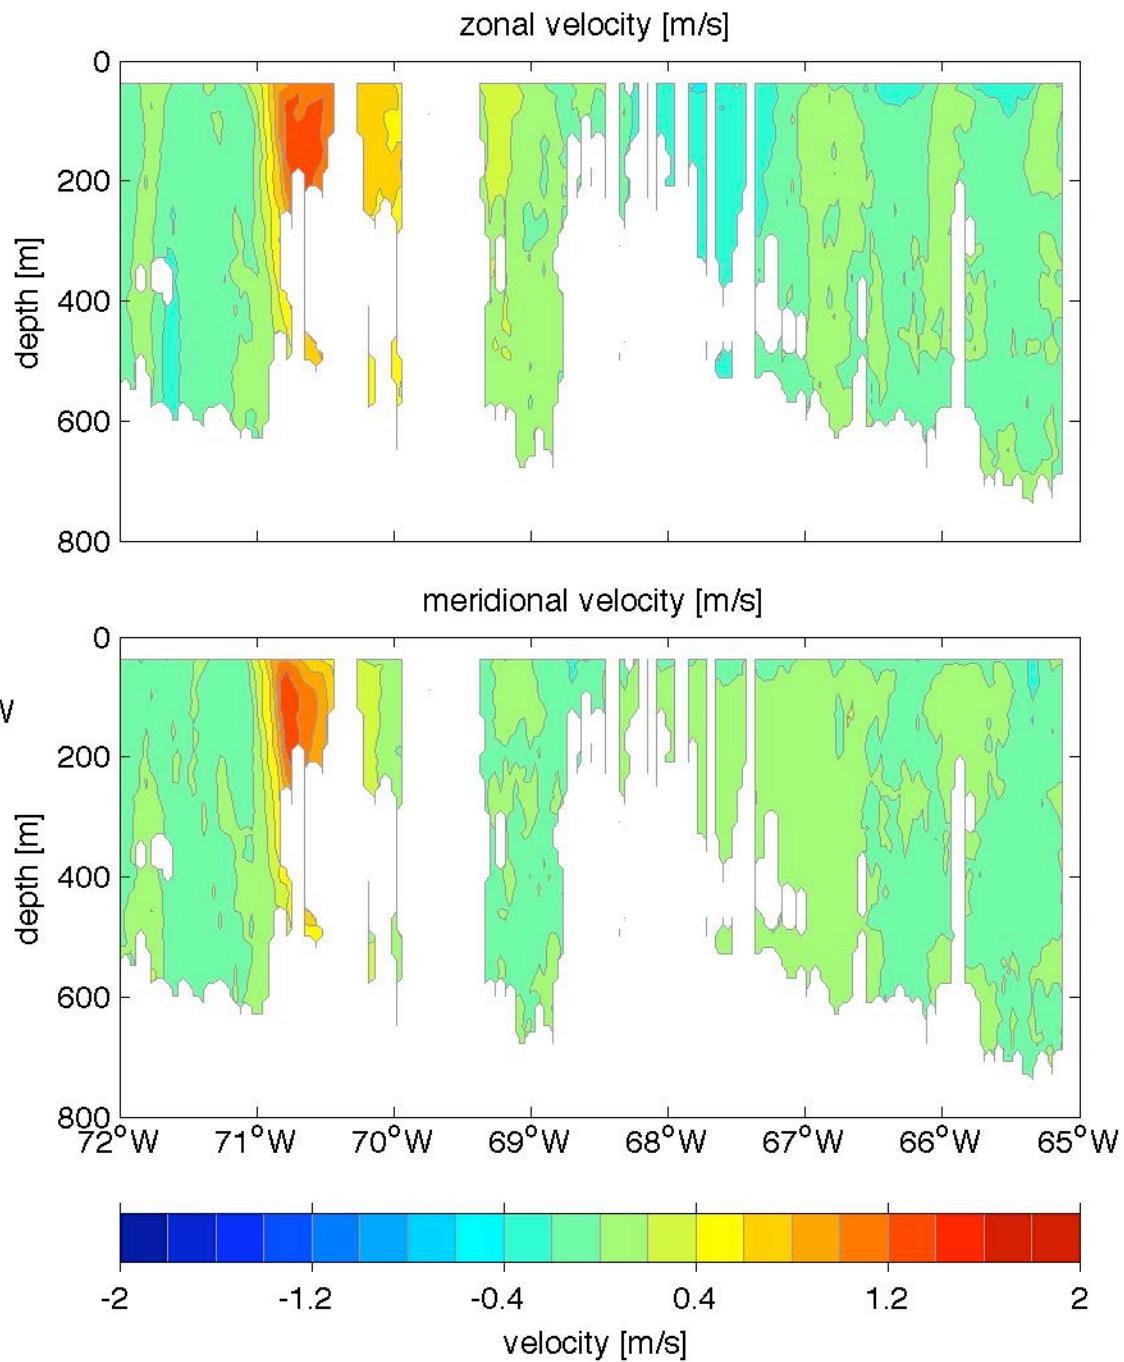 zonal velocity [m/s]
0
200
400
600
800
depth [m]
meridional velocity [m/s]
0
200
400
600
800
depth [m]
W
72°W 71°W 70°W 69°W 68°W 67°W 66°W 65°W
-2 -1.2 -0.4 0.4 1.2 2
velocity [m/s]